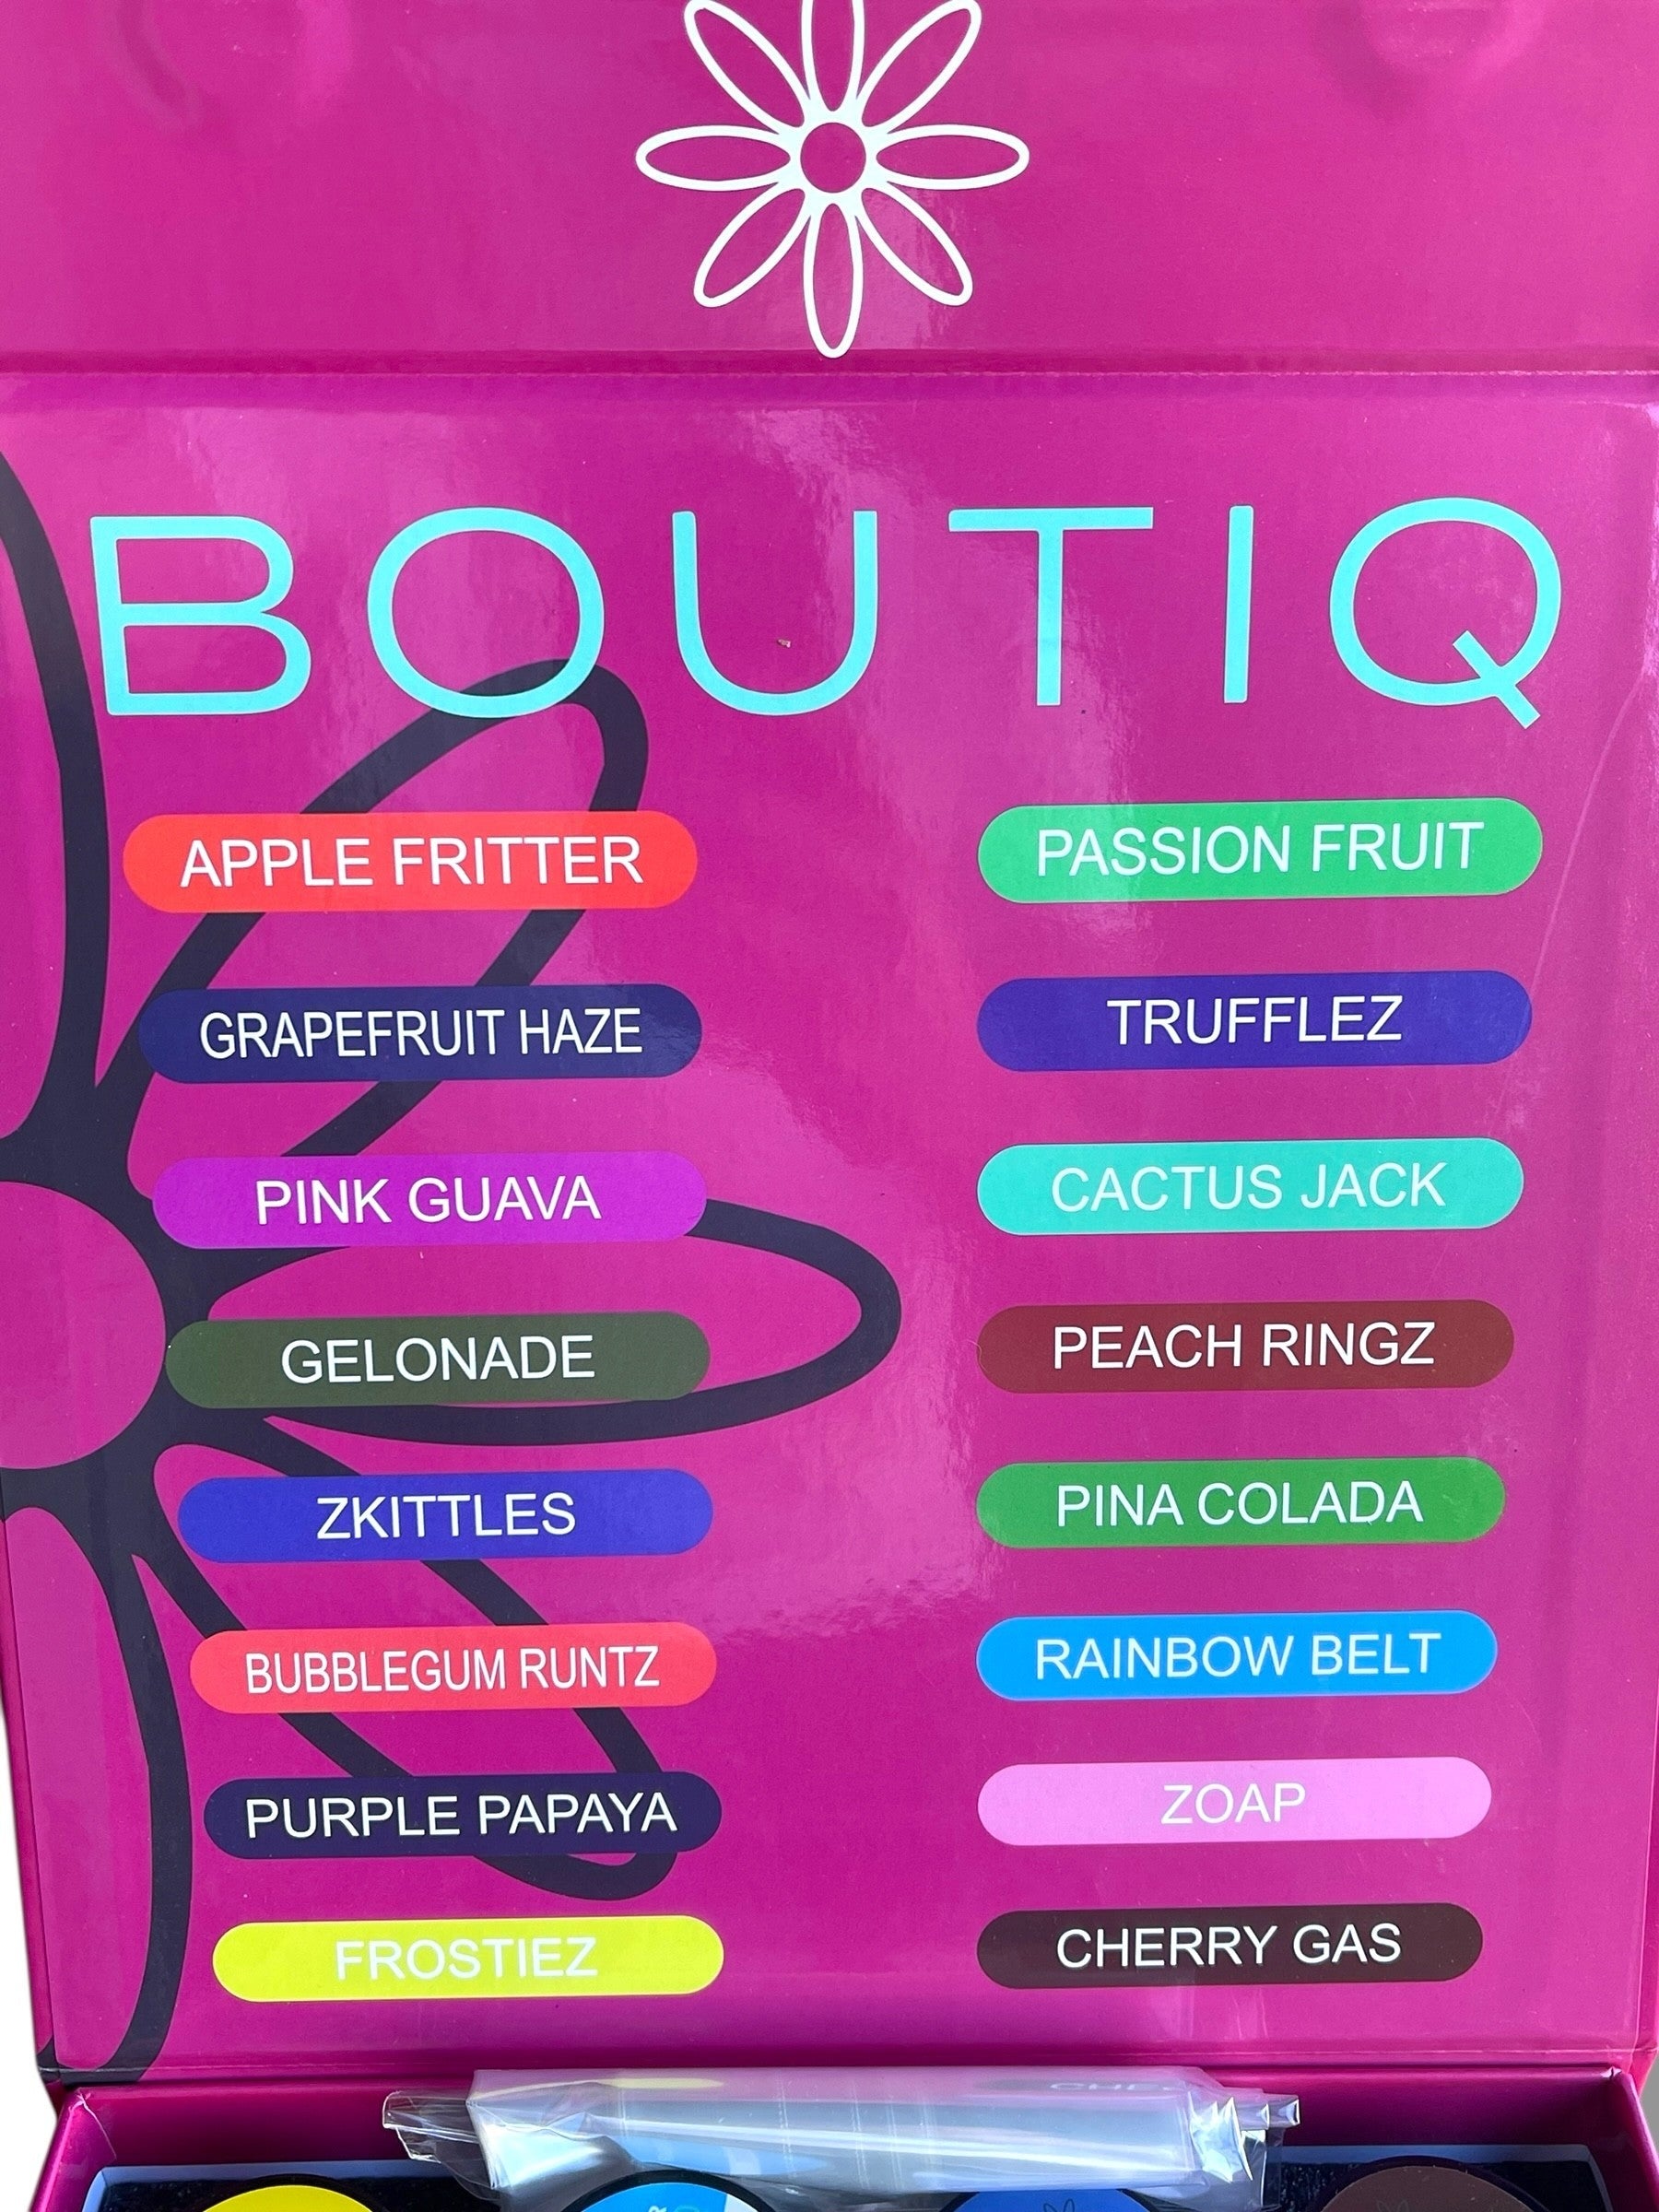 BOUTIQ
APPLE FRITTER
GRAPEFRUIT HAZE
PINK GUAVA
GELONADE
ZKITTLES
BUBBLEGUM RUNTZ
PURPLE PAPAYA
FROSTIEZ
PASSION FRUIT
TRUFFLEZ
CACTUS JACK
PEACH RINGZ
PINA COLADA
RAINBOW BELT
ZOAP
CHERRY GAS